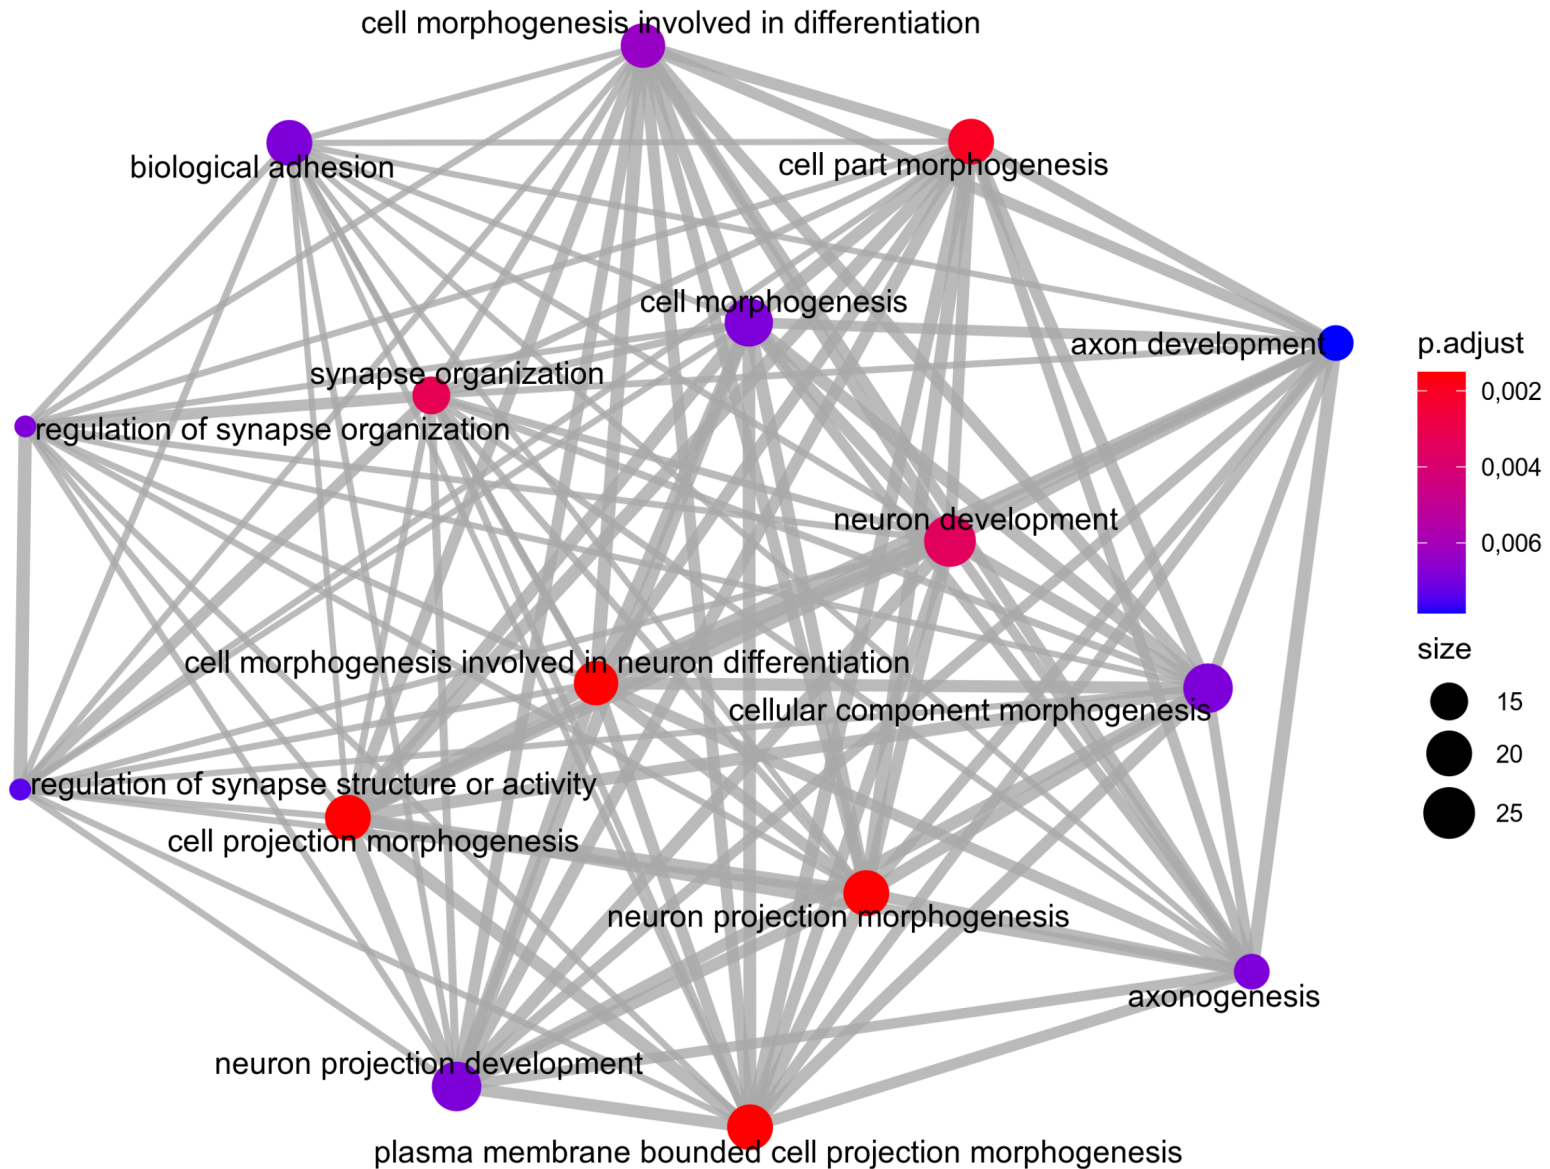 cell morphogenesis involved in differentiation
biological adhesion
cell part morphogenesis
cell morphogenesis
axon development
p.adjust
synapse organization
0,002
regulation of synapse organization
0,004
neuron development
0,006
size
cell morphogenesis involved in neuron differentiation
15
cellular component morphogenesis
20
regulation of synapse structure or activity
25
cell projection morphogenesis
neuron projection morphogenesis
axonogenesis
neuron projection development
plasma membrane bounded cell projection morphogenesis